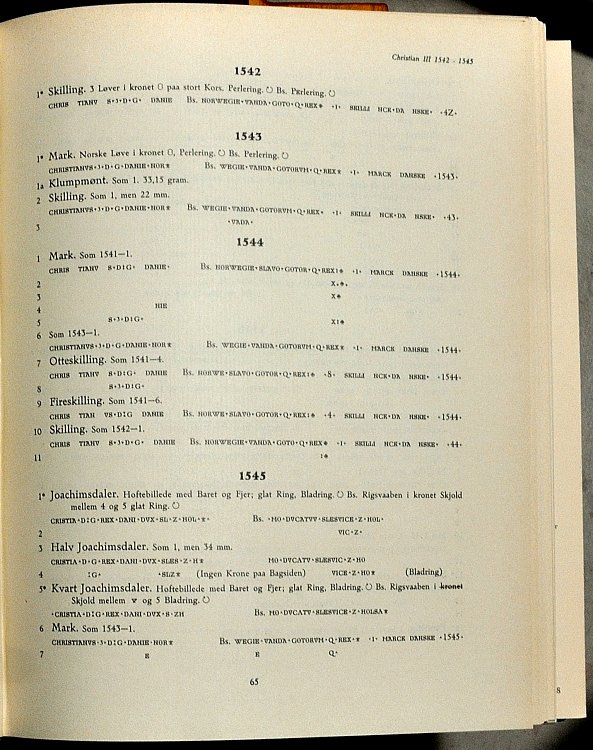 Christian III 1542 - 1545
1542
1* Skilling. 3 Løver i kronet O paa stort Kors. Perlering. Ↄ Bs. Perlering. Ↄ
CHRIS TIANV S•3•D•G• DANIE Bs. NORWEGIE•VANDA•GOTO•Q•REX* •1• SKILLI NCK•DA NSKE• •4Z•
1543
1* Mark. Norske Løve i kronet O, Perlering. Ↄ Bs. Perlering. Ↄ
CHRISTIANVS•3•D•G•DANIE•NOR* Bs. WEGIE•VANDA•GOTORVM•Q•REX* •1• MARCK DANSKE •1543•
1a Klumpmønt. Som 1. 33,15 gram.
2 Skilling. Som 1, men 22 mm.
CHRISTIANVS•3•D•G•DANIE•NOR* Bs. WEGIE•VANDA•GOTORVM•Q•REX• •1• SKILLI NCK•DA NSKE• •43•
3 •VADA•
1544
1 Mark. Som 1541—1.
CHRIS TIANV S•D:G• DANIE• Bs. NORWEGIE•SLAVO•GOTOR•Q•REX:♠ •1• MARCK DANSKE •1544•
2 X•♠•
3 X♠
4 NIE
5 S•3•D:G• X:♠
6 Som 1543—1.
CHRISTIANVS•3•D•G•DANIE•NOR* Bs. WEGIE•VANDA•GOTORVM•Q•REX* •1• MARCK DANSKE •1544•
7 Otteskilling. Som 1541—4.
CHRIS TIANV S•D:G• DANIE Bs. NORWE•SLAVO•GOTOR•Q•REX:♠ •8• SKILLI NCK•DA NSKE• •1544•
8 S•3•D:G•
9 Fireskilling. Som 1541—6.
CHRIS TIAN VS•D:G DANIE Bs. NORWE•SLAVO•GOTOR•Q•REX:♠ •4• SKILLI NCK•DA NSKE• •1544•
10 Skilling. Som 1542—1.
CHRIS TIANV S•3•D•G• DANIE Bs. NORWEGIE•VANDA•GOTO•Q•REX♠ •1• SKILLI NCK•DA NSKE• •44•
11 :♠
1545
1* Joachimsdaler. Hoftebillede med Baret og Fjer; glat Ring, Bladring. Ↄ Bs. Rigsvaaben i kronet Skjold
mellem 4 og 5 glat Ring. Ↄ
CRISTIA•D:G•REX•DANI•DVX•SL•Z•HOL•*• Bs. •MO•DVCATVV•SLESVICE•Z•HOL•
2 VIC•Z•
3 Halv Joachimsdaler. Som 1, men 34 mm.
CRISTIA•D•G•REX•DANI•DVX•SLES•Z•H* MO•DVCATV•SLESVIC•Z•HO
4 :G• •SLZ* (Ingen Krone paa Bagsiden) VICE•Z•HO* (Bladring)
5* Kvart Joachimsdaler. Hoftebillede med Baret og Fjer; glat Ring, Bladring. Ↄ Bs. Rigsvaaben i kronet
Skjold mellem og 5 Bladring. Ↄ
•CRISTIA•D:G•REX•DANI•DVX•S•ZH Bs. MO•DVCATV•SLESVICE•Z•HOLSA*
6 Mark. Som 1543—1.
CHRISTIANVS•3•D:G•DANIE•NOR* Bs. WEGIE•VANDA•GOTORVM•Q•REX•* •1• MARCK DANSKE •1545•
7 E E Q•
65
8